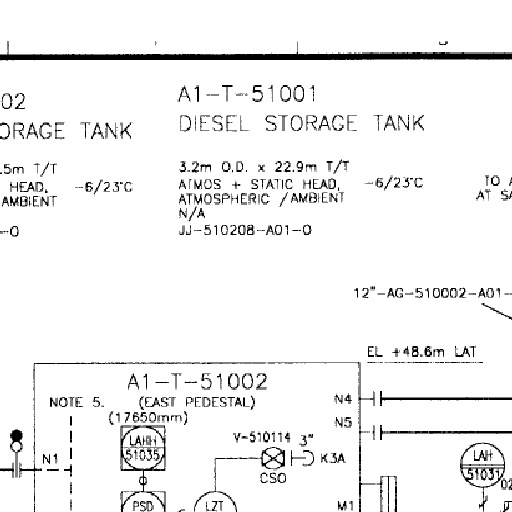 02
ORAGE TANK
.5m T/T
HEAD, -6/23°C
AMBIENT
-0
A1-T-51001
DIESEL STORAGE TANK
3.2m O.D. x 22.9m T/T
ATMOS + STATIC HEAD, -6/23°C
ATMOSPHERIC /AMBIENT
N/A
JJ-510208-A01-0
TO
AT
12"-AG-510002-A01-
EL +48.6m LAT
A1-T-51002
NOTE 5. (EAST PEDESTAL)
(17650mm)
N4
N5
LAHH
51035
V-510114 3"
K3A
CSO
N1
LAH
51031
02
PSD
LZT
M1